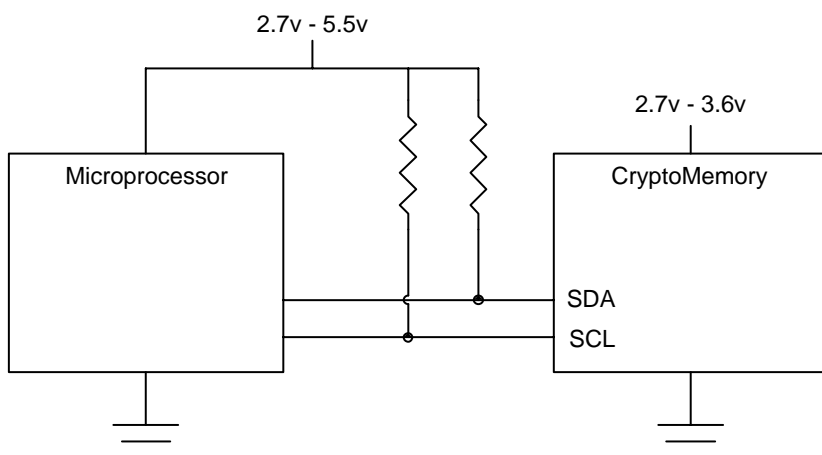 2.7v - 5.5v
2.7v - 3.6v
Microprocessor
CryptoMemory
SDA
SCL